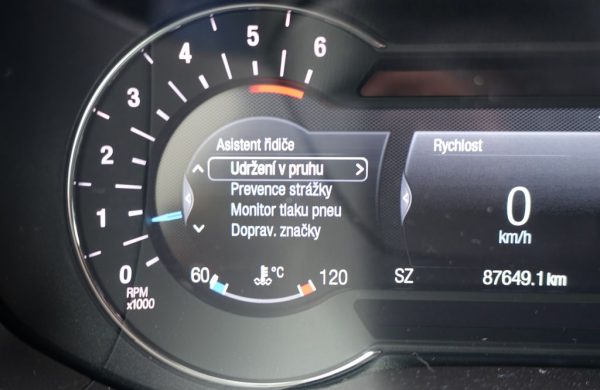 0
1
2
3
4
5
6
RPM
x1000
Asistent řidiče
Udržení v pruhu
Prevence strážky
Monitor tlaku pneu
Doprav. značky
60 °C 120
Rychlost
0
km/h
SZ 87649.1 km